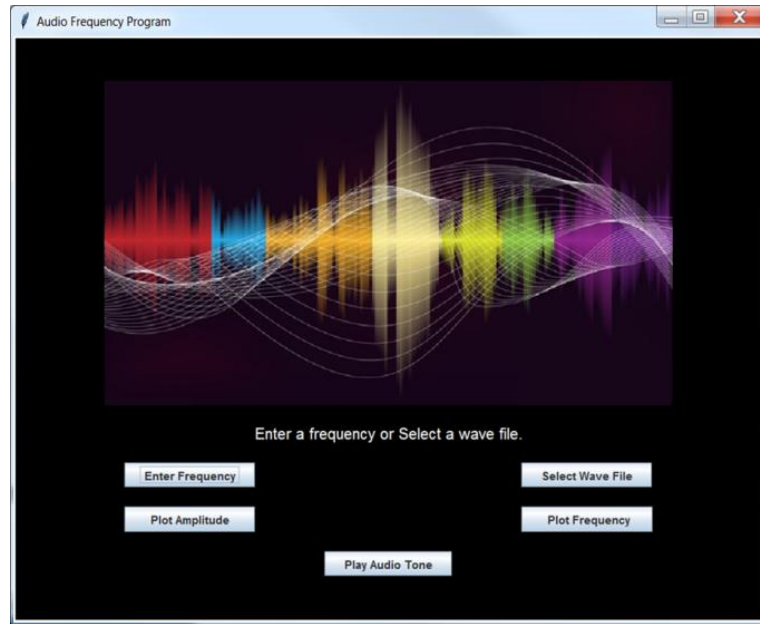 Audio Frequency Program
Enter a frequency or Select a wave file.
Enter Frequency
Select Wave File
Plot Amplitude
Plot Frequency
Play Audio Tone